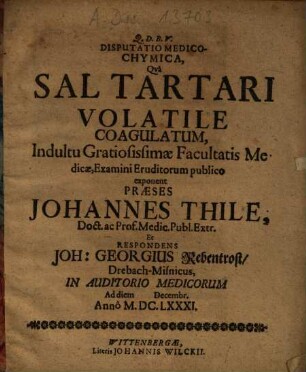 A. Diss. 13703
Q. D. B. V.
DISPUTATIO MEDICO-
CHYMICA,
Quâ
SAL TARTARI
VOLATILE
COAGULATUM,
Indultu Gratiosissimæ Facultatis Me-
dicæ, Examini Eruditorum publico
exponent
PRÆSES
JOHANNES THILE,
Doct. ac Prof. Medic. Publ. Extr.
Et
RESPONDENS
JOH: GEORGIUS Rebentrost/
Drebach-Misnicus,
IN AUDITORIO MEDICORUM
Ad diem Decembr.
Annô M. DC. LXXXI.
WITTENBERGÆ,
Literis JOHANNIS WILCKII.